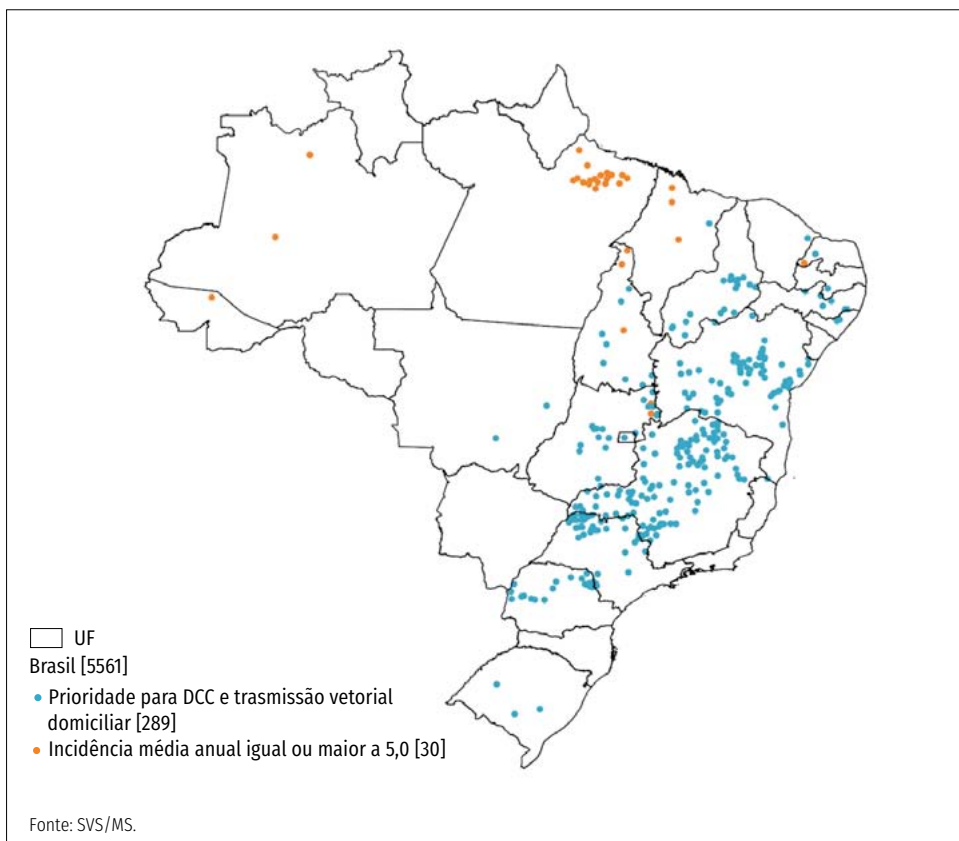 UF
Brasil [5561]
Prioridade para DCC e trasmissão vetorial
domiciliar [289]
Incidência média anual igual ou maior a 5,0 [30]
Fonte: SVS/MS.